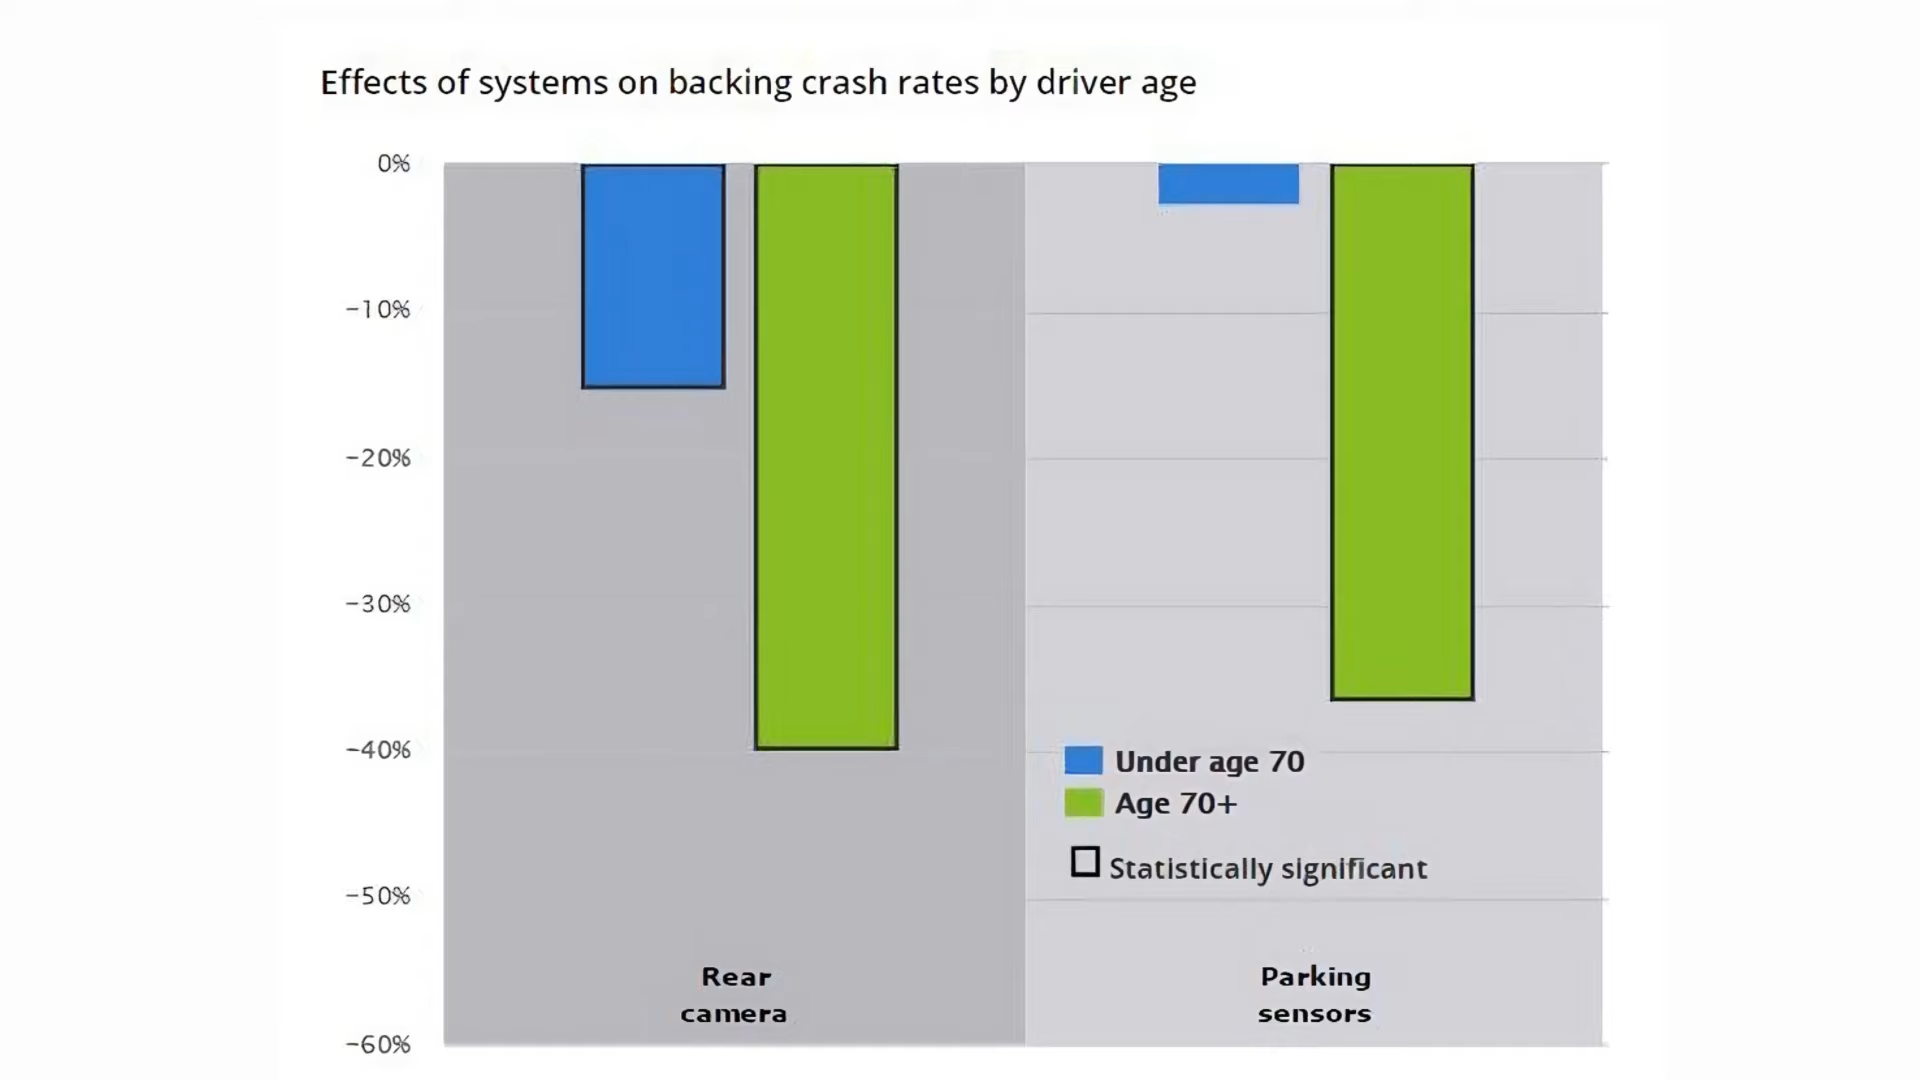 Effects of systems on backing crash rates by driver age
0%
−10%
−20%
−30%
−40%
−50%
−60%
Under age 70
Age 70+
Statistically significant
Rear
camera
Parking
sensors